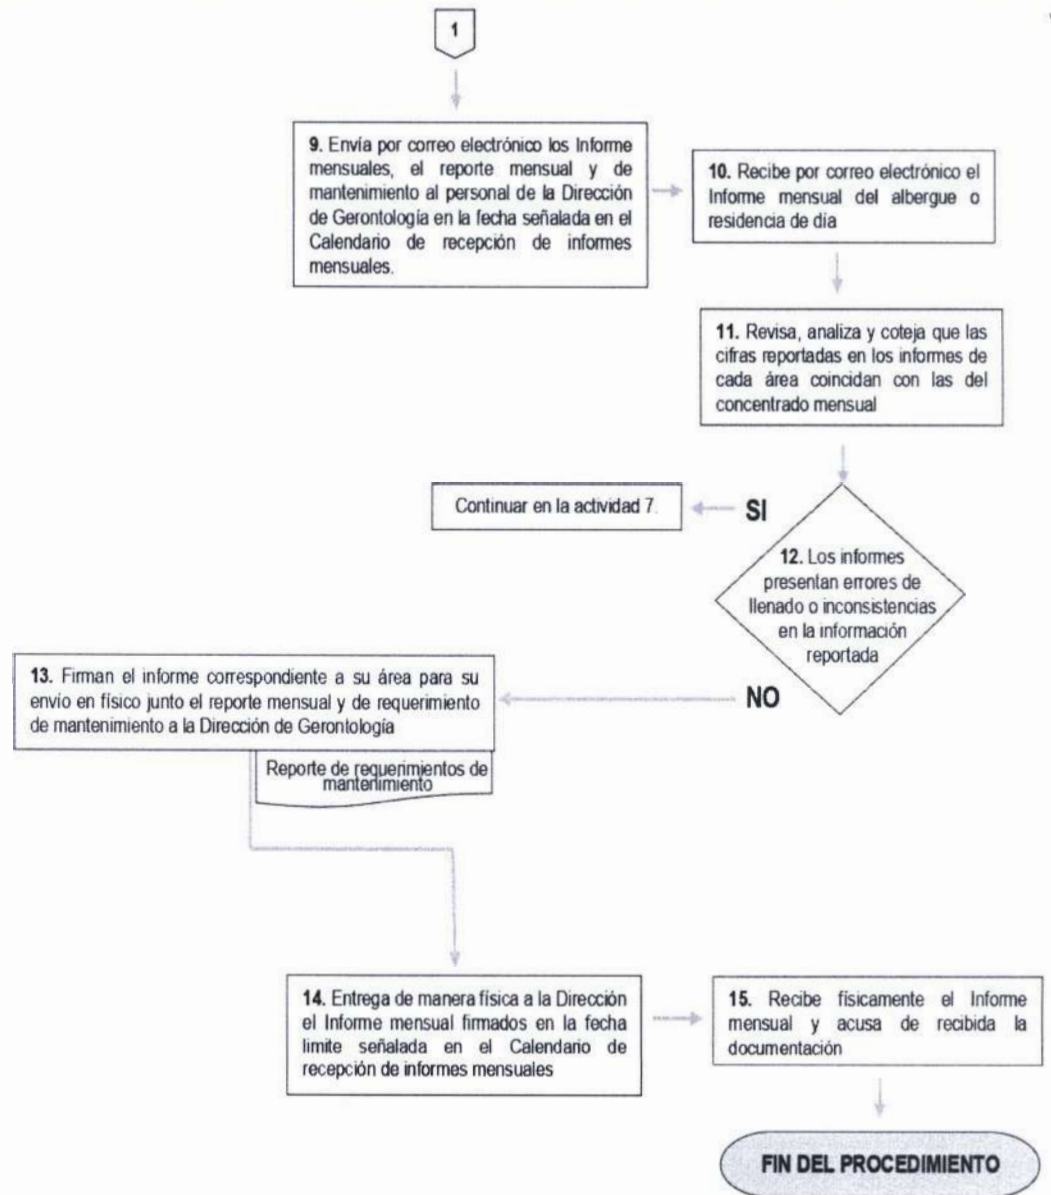 1
9. Envía por correo electrónico los Informe
mensuales, el reporte mensual y de
mantenimiento al personal de la Dirección
de Gerontología en la fecha señalada en el
Calendario de recepción de informes
mensuales.
10. Recibe por correo electrónico el
Informe mensual del albergue o
residencia de día
11. Revisa, analiza y coteja que las
cifras reportadas en los informes de
cada área coincidan con las del
concentrado mensual
Continuar en la actividad 7.
SI
12. Los informes
presentan errores de
llenado o inconsistencias
en la información
reportada
NO
13. Firman el informe correspondiente a su área para su
envío en físico junto el reporte mensual y de requerimiento
de mantenimiento a la Dirección de Gerontología
Reporte de requerimientos de
mantenimiento
14. Entrega de manera física a la Dirección
el Informe mensual firmados en la fecha
limite señalada en el Calendario de
recepción de informes mensuales
15. Recibe físicamente el Informe
mensual y acusa de recibida la
documentación
FIN DEL PROCEDIMIENTO